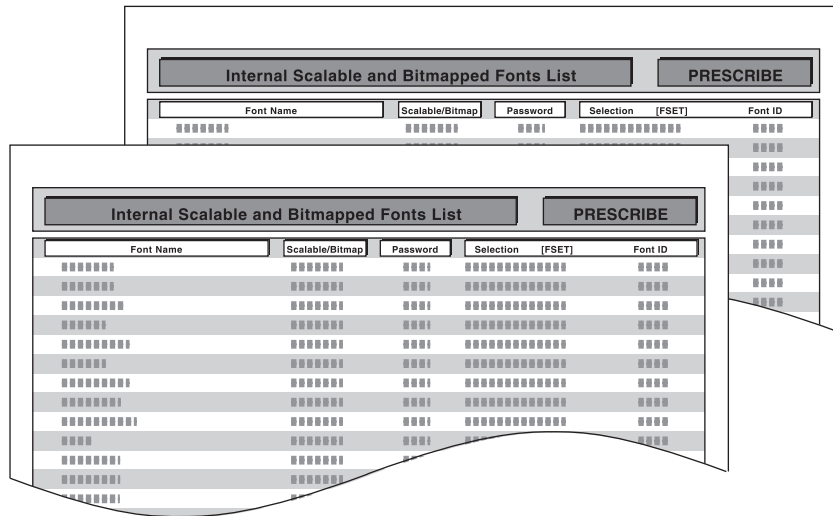 Internal Scalable and Bitmapped Fonts List PRESCRIBE
Font Name Scalable/Bitmap Password Selection [FSET] Font ID
Internal Scalable and Bitmapped Fonts List PRESCRIBE
Font Name Scalable/Bitmap Password Selection [FSET] Font ID